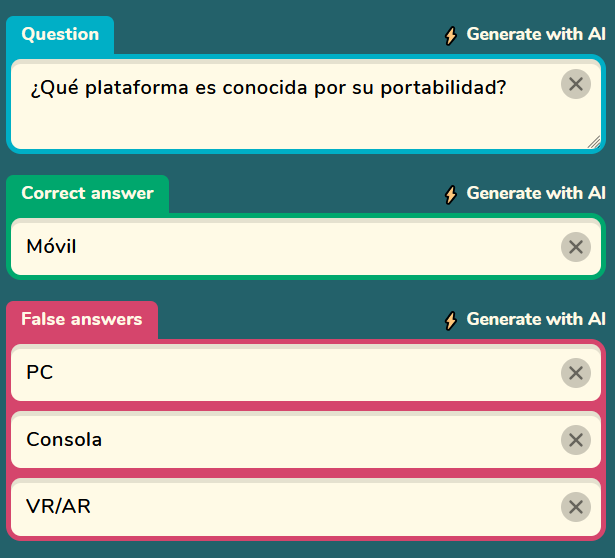 Question
Generate with AI
¿Qué plataforma es conocida por su portabilidad?
Correct answer
Generate with AI
Móvil
False answers
Generate with AI
PC
Consola
VR/AR